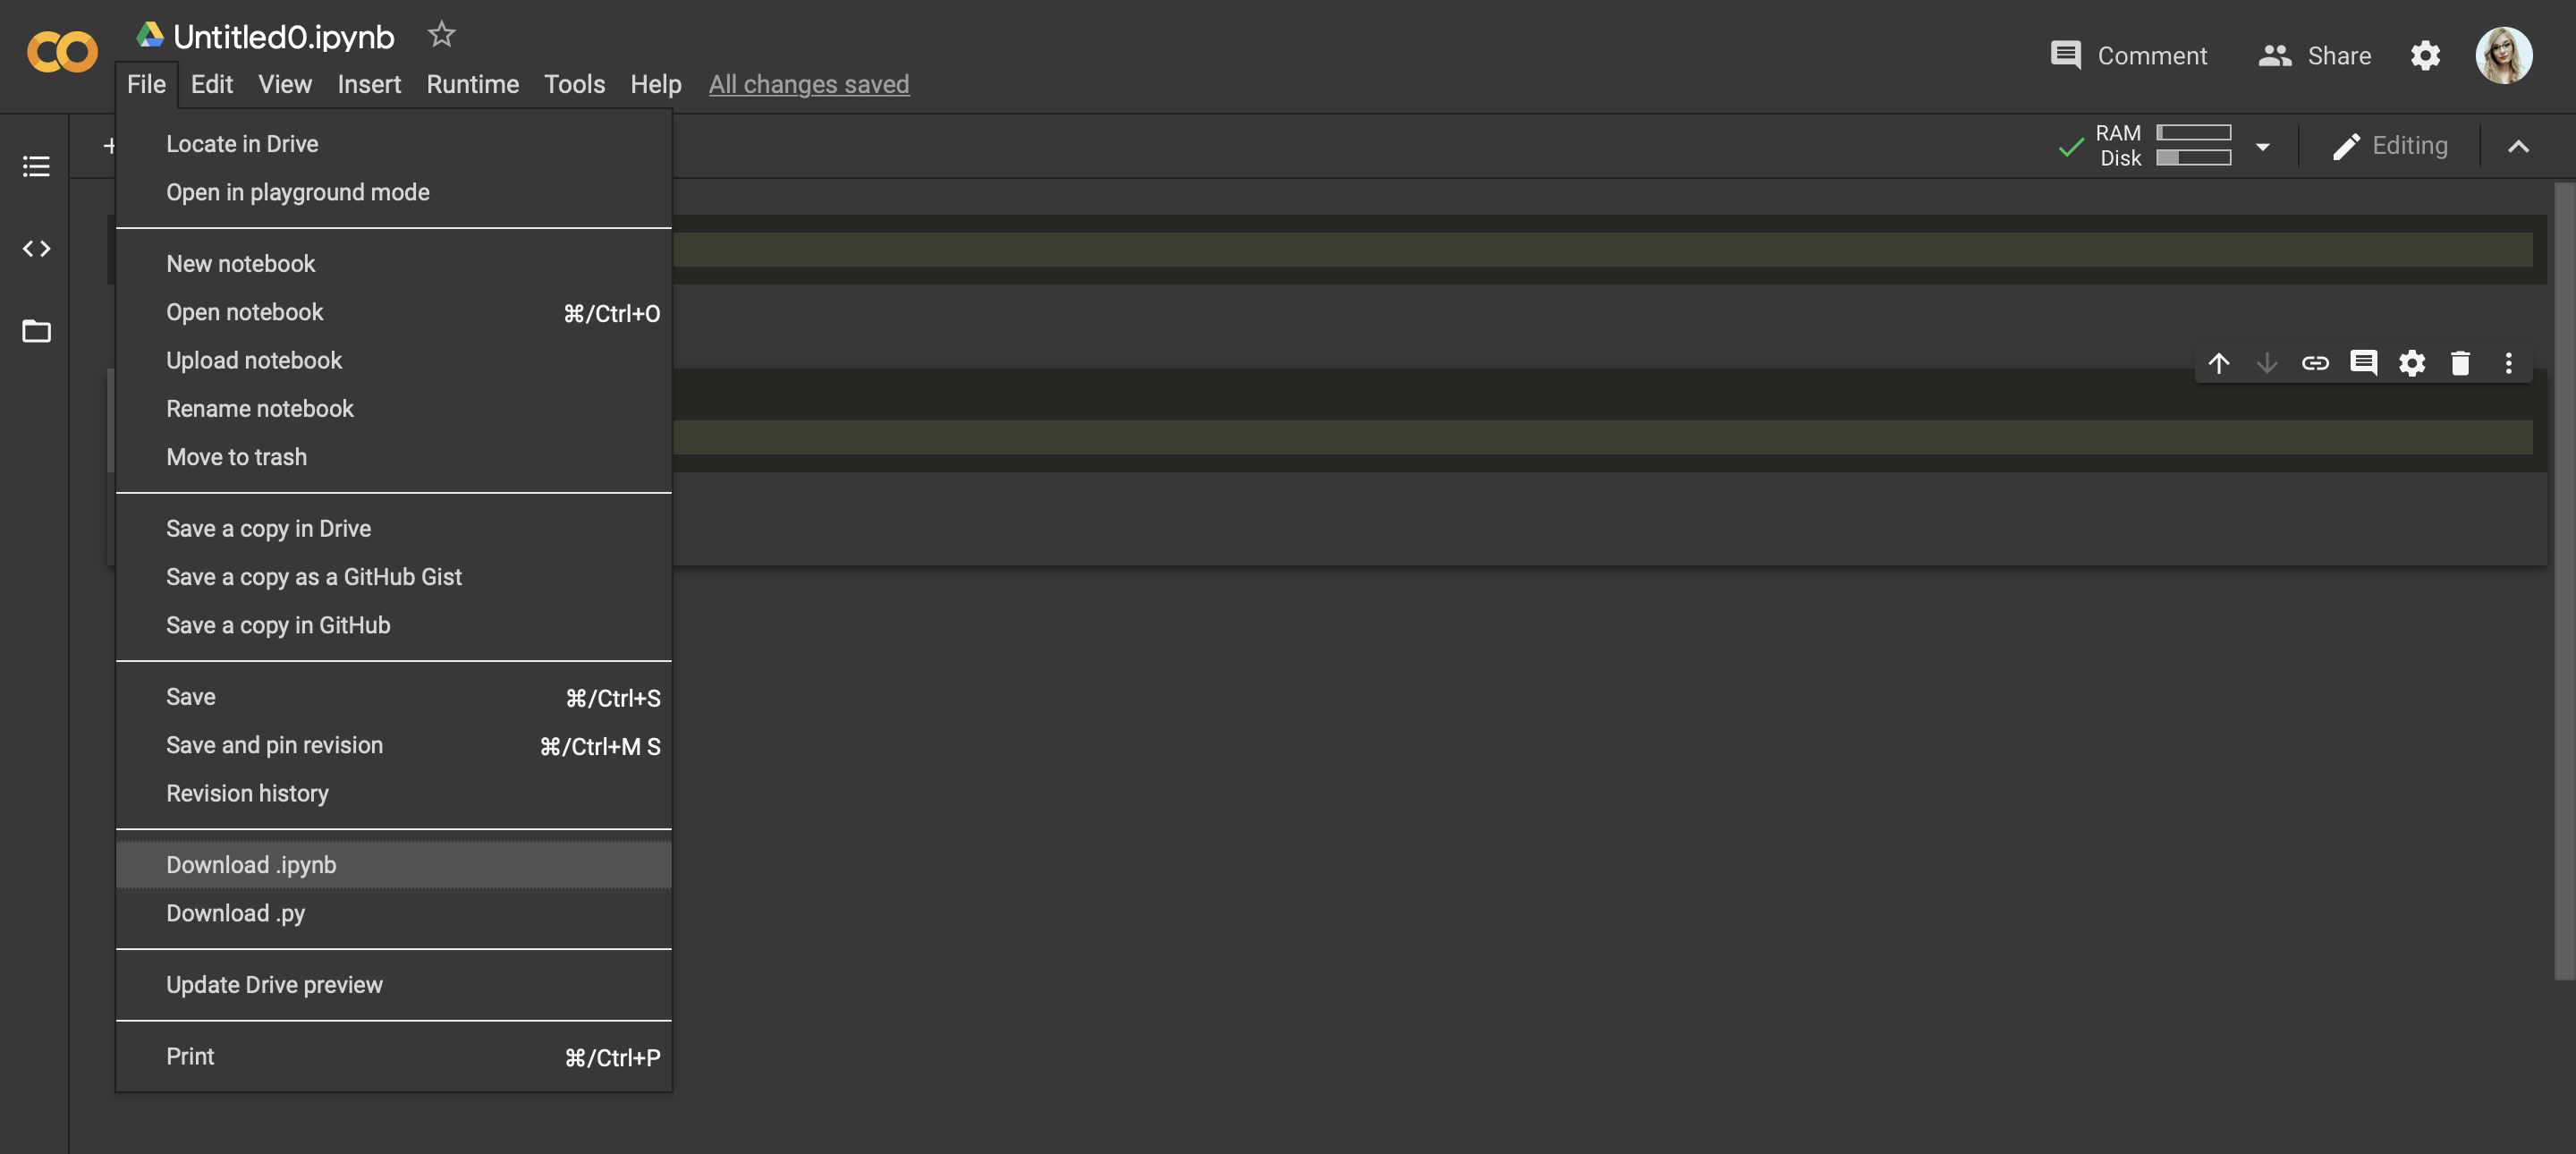 Untitled0.ipynb
File Edit View Insert Runtime Tools Help All changes saved
Comment Share
RAM
Disk
Editing
Locate in Drive
Open in playground mode
New notebook
Open notebook ⌘/Ctrl+O
Upload notebook
Rename notebook
Move to trash
Save a copy in Drive
Save a copy as a GitHub Gist
Save a copy in GitHub
Save ⌘/Ctrl+S
Save and pin revision ⌘/Ctrl+M S
Revision history
Download .ipynb
Download .py
Update Drive preview
Print ⌘/Ctrl+P